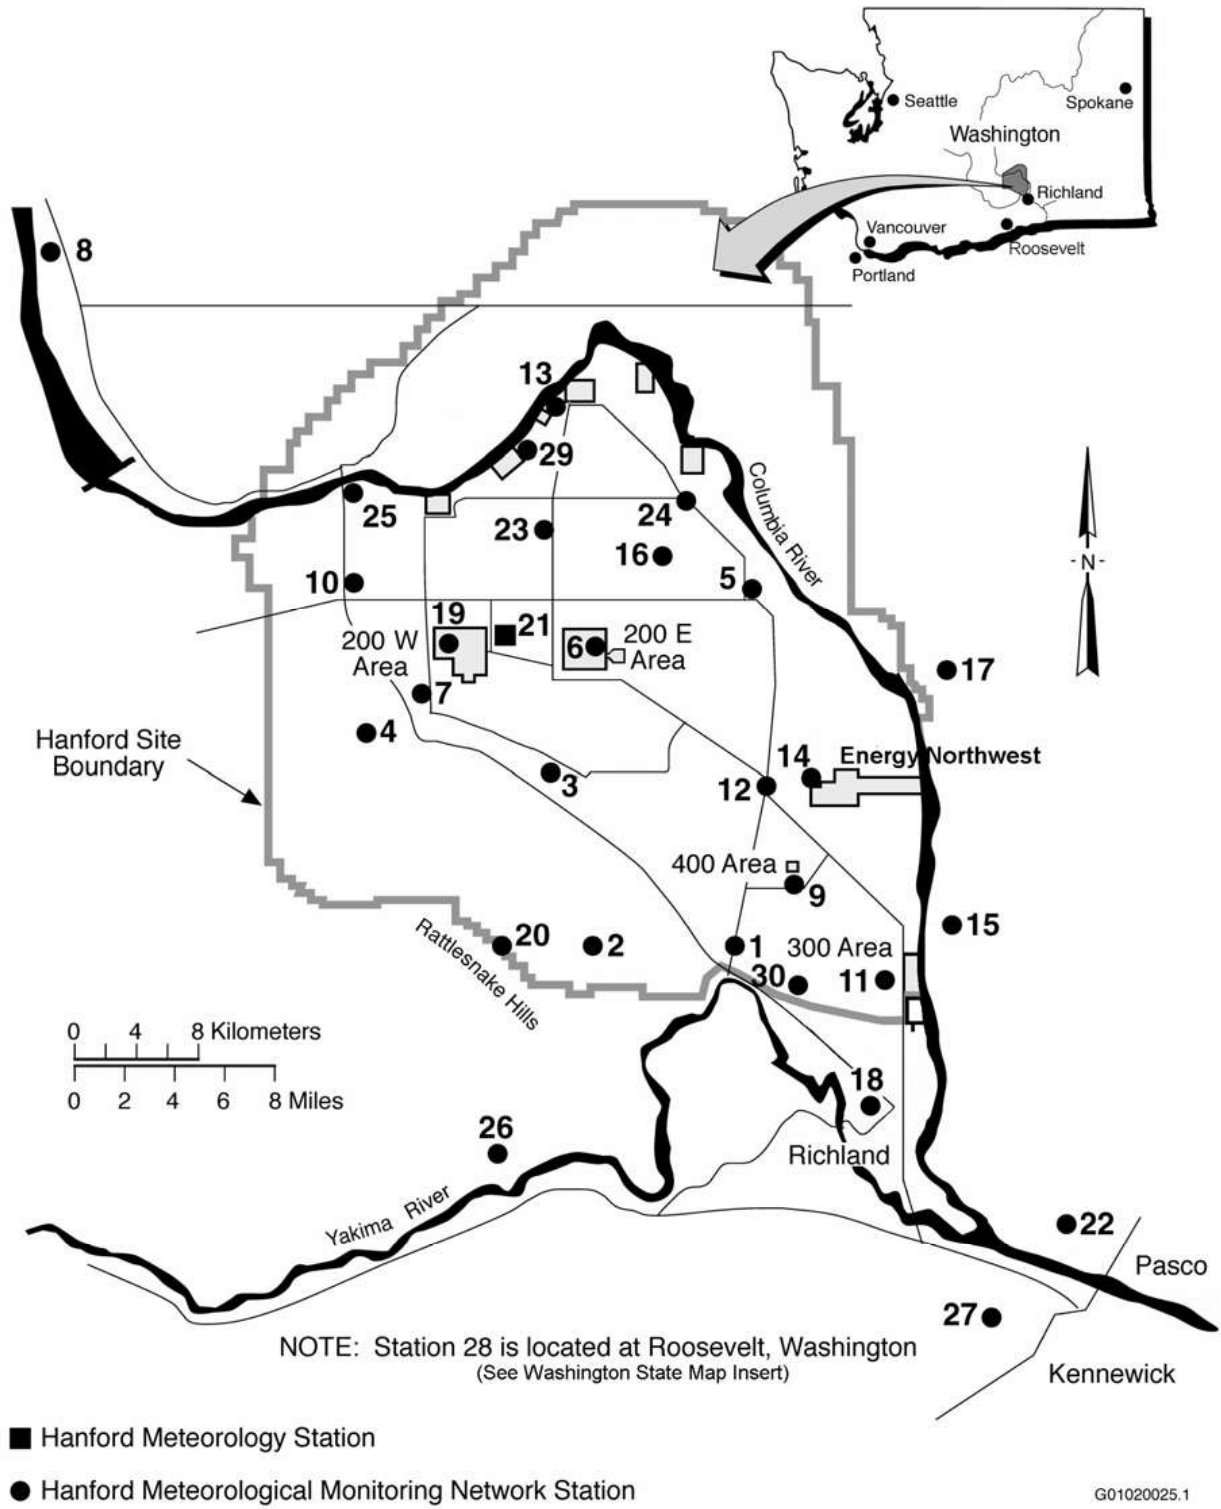 Seattle
Spokane
Washington
Richland
Vancouver
Roosevelt
Portland
8
13
29
25
23
24
16
10
5
Columbia River
- N -
19
21
6
200 E
Area
200 W
Area
7
17
4
Hanford Site
Boundary
3
14
Energy Northwest
12
400 Area
9
15
20
2
1
300 Area
30
11
Rattlesnake Hills
0 4 8 Kilometers
0 2 4 6 8 Miles
18
26
Richland
Yakima River
22
Pasco
27
Kennewick
NOTE: Station 28 is located at Roosevelt, Washington
(See Washington State Map Insert)
Hanford Meteorology Station
Hanford Meteorological Monitoring Network Station
G01020025.1